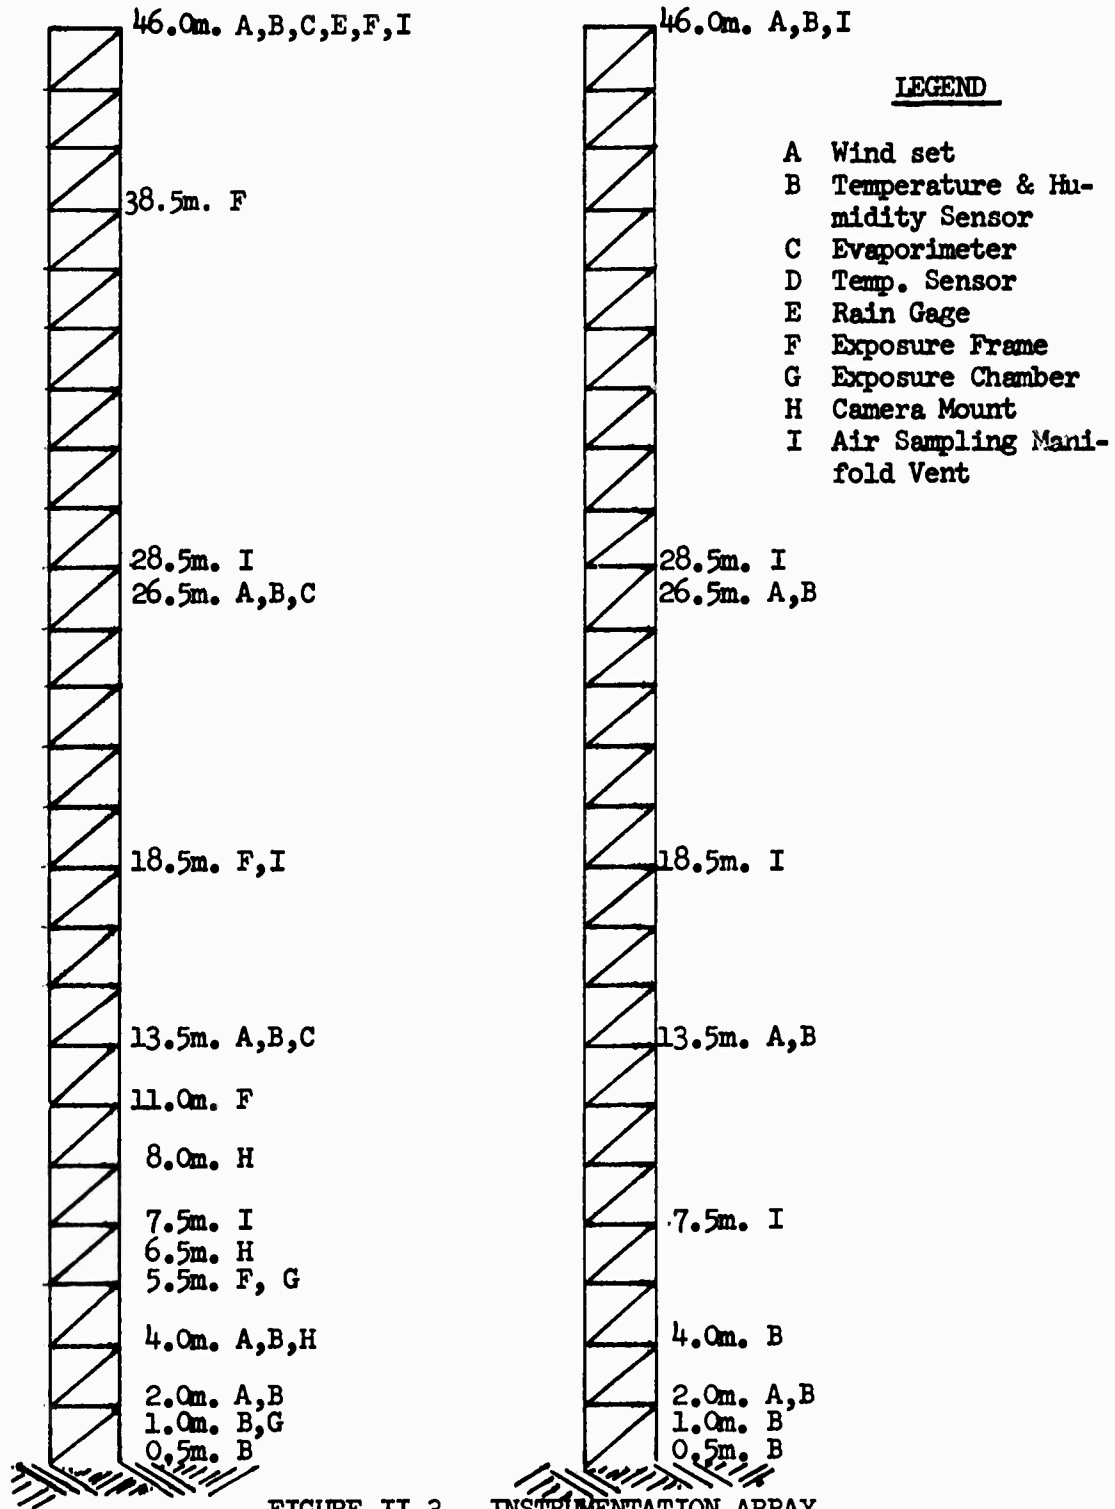 46.0m. A,B,C,E,F,I
38.5m. F
28.5m. I
26.5m. A,B,C
18.5m. F,I
13.5m. A,B,C
11.0m. F
8.0m. H
7.5m. I
6.5m. H
5.5m. F, G
4.0m. A,B,H
2.0m. A,B
1.0m. B,G
0.5m. B
46.0m. A,B,I
28.5m. I
26.5m. A,B
18.5m. I
13.5m. A,B
7.5m. I
4.0m. B
2.0m. A,B
1.0m. B
0.5m. B
LEGEND
A Wind set
B Temperature & Hu-
midity Sensor
C Evaporimeter
D Temp. Sensor
E Rain Gage
F Exposure Frame
G Exposure Chamber
H Camera Mount
I Air Sampling Mani-
fold Vent
FIGURE II-3 INSTRUMENTATION ARRAY